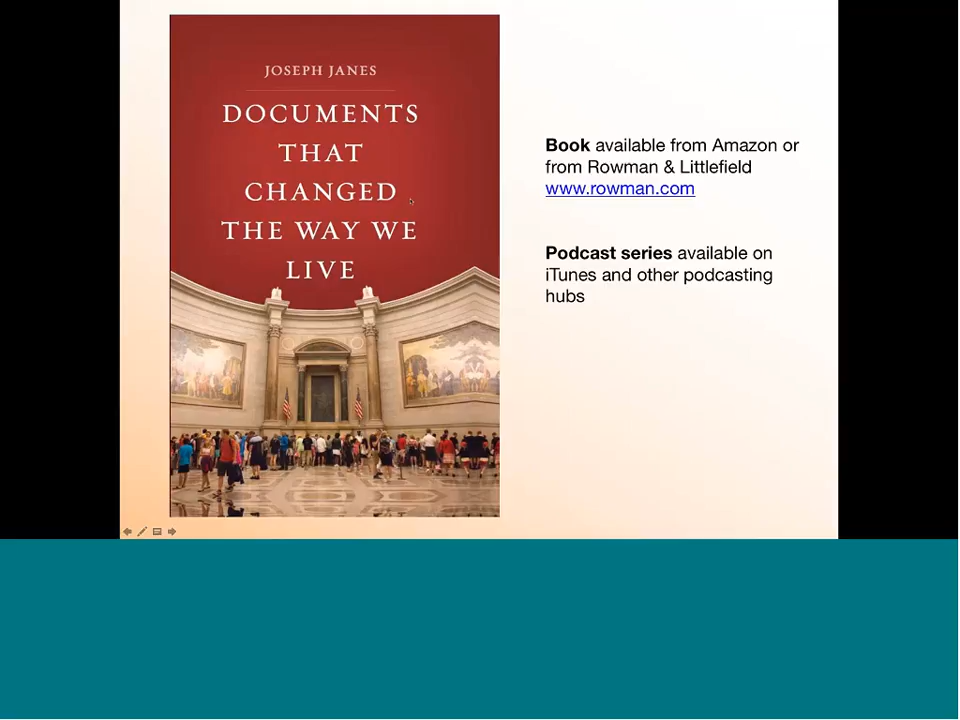 JOSEPH JANES
DOCUMENTS
THAT
CHANGED
THE WAY WE
LIVE
Book available from Amazon or
from Rowman & Littlefield
www.rowman.com
Podcast series available on
iTunes and other podcasting
hubs